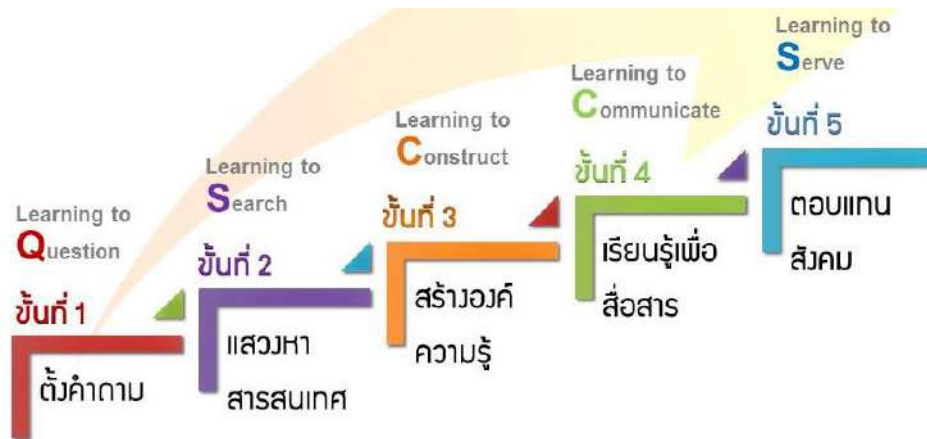 Learning to
Question
ขั้นที่ 1
ตั้งคำถาม
Learning to
Search
ขั้นที่ 2
แสวงหา
สารสนเทศ
Learning to
Construct
ขั้นที่ 3
สร้างองค์
ความรู้
Learning to
Communicate
ขั้นที่ 4
เรียนรู้เพื่อ
สื่อสาร
Learning to
Serve
ขั้นที่ 5
ตอบแทน
สังคม